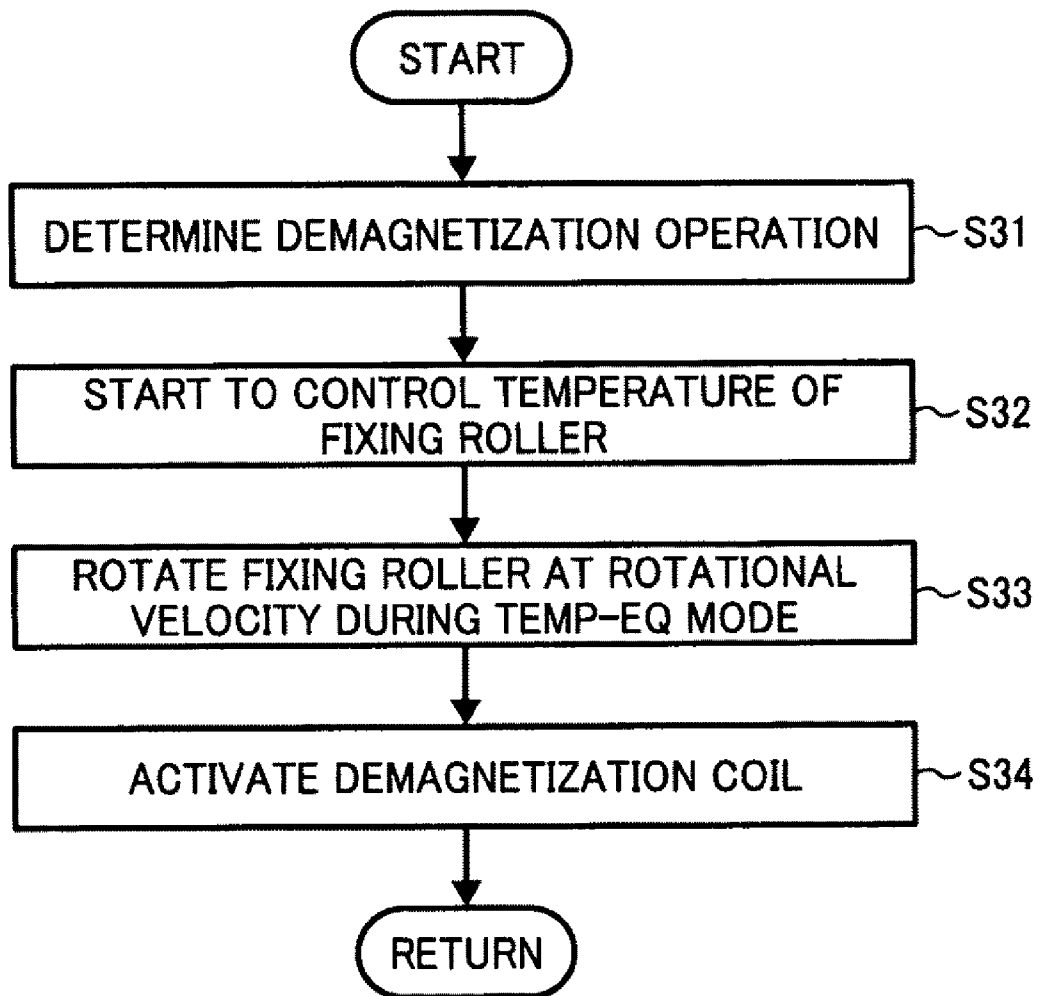 START
DETERMINE DEMAGNETIZATION OPERATION
S31
START TO CONTROL TEMPERATURE OF
FIXING ROLLER
S32
ROTATE FIXING ROLLER AT ROTATIONAL
VELOCITY DURING TEMP-EQ MODE
S33
ACTIVATE DEMAGNETIZATION COIL
S34
RETURN